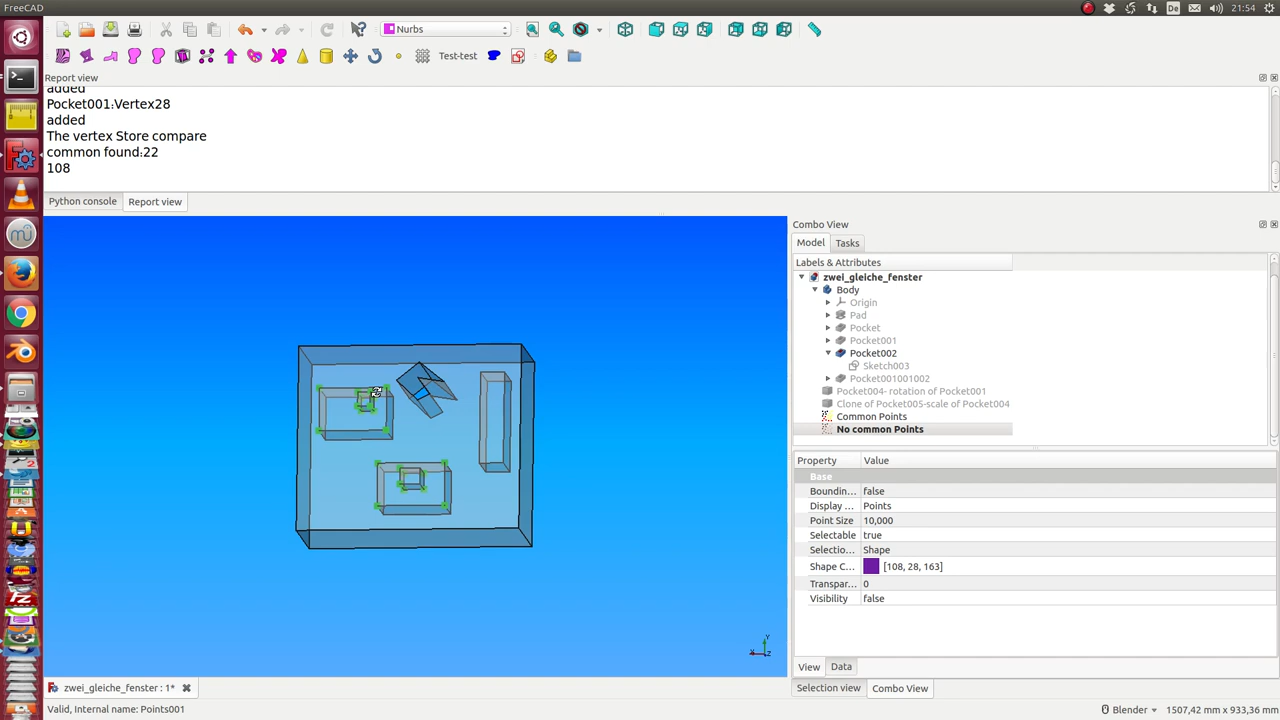 FreeCAD
De
21:54
Nurbs
Test-test
Report view
added
Pocket001:Vertex28
added
The vertex Store compare
common found:22
108
Python console
Report view
Combo View
Model
Tasks
Labels & Attributes
zwei_gleiche_fenster
Body
Origin
Pad
Pocket
Pocket001
Pocket002
Sketch003
Pocket001001002
Pocket004- rotation of Pocket001
Clone of Pocket005-scale of Pocket004
Common Points
No common Points
Property
Value
Base
Boundin... false
Display ... Points
Point Size 10,000
Selectable true
Selectio... Shape
Shape C... [108, 28, 163]
Transpar... 0
Visibility false
Y
X
Z
View
Data
zwei_gleiche_fenster : 1*
Selection view
Combo View
Valid, Internal name: Points001
Blender
1507,42 mm x 933,36 mm